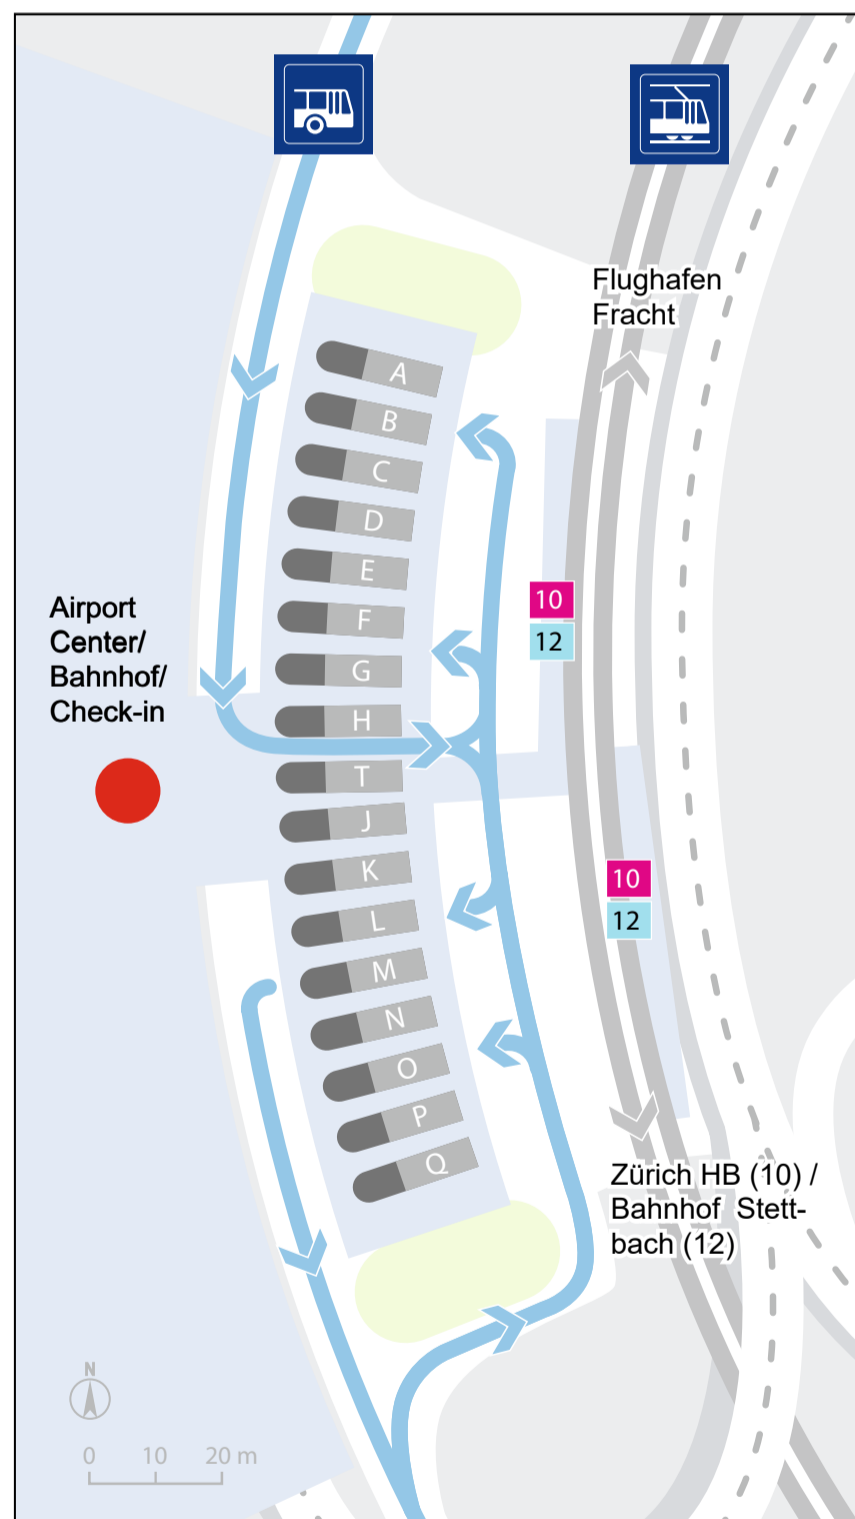 Flughafen
Fracht
A
B
C
D
E
F
G
H
T
J
K
L
M
N
O
P
Q
10
12
Airport
Center/
Bahnhof/
Check-in
10
12
Zürich HB (10) /
Bahnhof Stett-
bach (12)
N
0 10 20 m